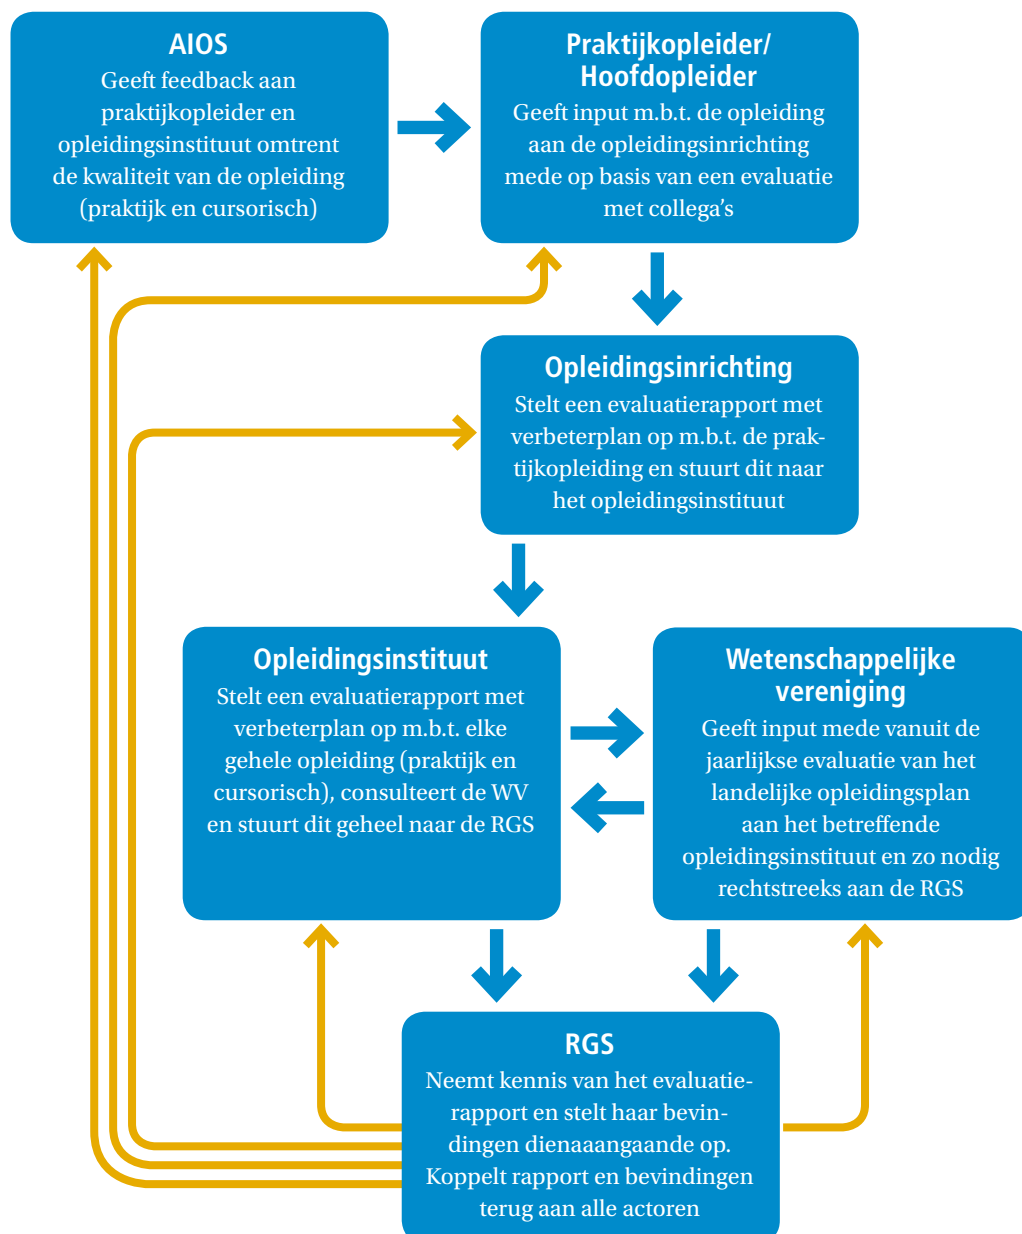 AIOS
Geeft feedback aan
praktijkopleider en
opleidingsinstituut omtrent
de kwaliteit van de opleiding
(praktijk en cursorisch)
Praktijkopleider/
Hoofdopleider
Geeft input m.b.t. de opleiding
aan de opleidingsinrichting
mede op basis van een evaluatie
met collega’s
Opleidingsinrichting
Stelt een evaluatierapport met
verbeterplan op m.b.t. de prak-
tijkopleiding en stuurt dit naar
het opleidingsinstituut
Opleidingsinstituut
Stelt een evaluatierapport met
verbeterplan op m.b.t. elke
gehele opleiding (praktijk en
cursorisch), consulteert de WV
en stuurt dit geheel naar de RGS
Wetenschappelijke
vereniging
Geeft input mede vanuit de
jaarlijkse evaluatie van het
landelijke opleidingsplan
aan het betreffende
opleidingsinstituut en zo nodig
rechtstreeks aan de RGS
RGS
Neemt kennis van het evaluatie-
rapport en stelt haar bevin-
dingen dienaaangaande op.
Koppelt rapport en bevindingen
terug aan alle actoren